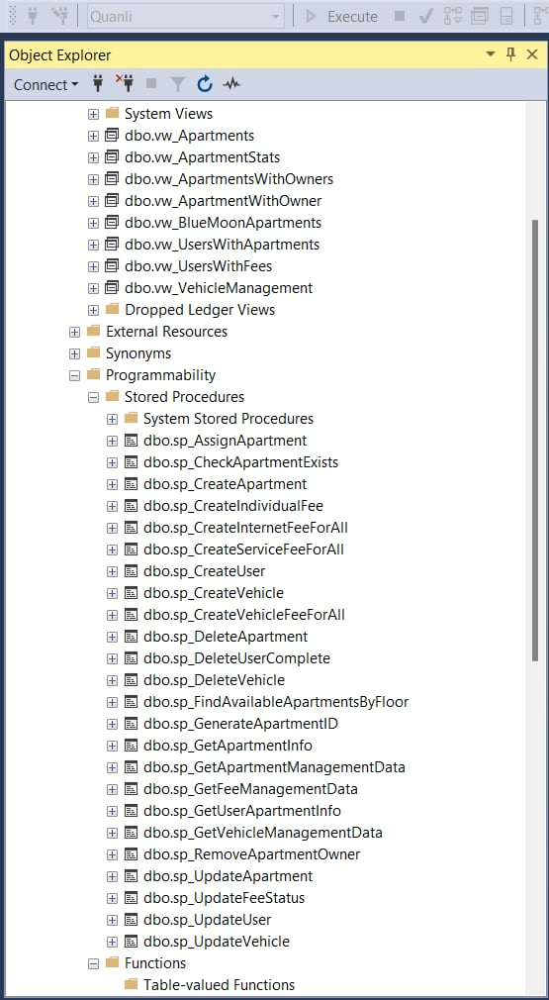 Quanli Execute
Object Explorer
Connect
System Views
dbo.vw_Apartments
dbo.vw_ApartmentStats
dbo.vw_ApartmentsWithOwners
dbo.vw_ApartmentWithOwner
dbo.vw_BlueMoonApartments
dbo.vw_UsersWithApartments
dbo.vw_UsersWithFees
dbo.vw_VehicleManagement
Dropped Ledger Views
External Resources
Synonyms
Programmability
Stored Procedures
System Stored Procedures
dbo.sp_AssignApartment
dbo.sp_CheckApartmentExists
dbo.sp_CreateApartment
dbo.sp_CreateIndividualFee
dbo.sp_CreateInternetFeeForAll
dbo.sp_CreateServiceFeeForAll
dbo.sp_CreateUser
dbo.sp_CreateVehicle
dbo.sp_CreateVehicleFeeForAll
dbo.sp_DeleteApartment
dbo.sp_DeleteUserComplete
dbo.sp_DeleteVehicle
dbo.sp_FindAvailableApartmentsByFloor
dbo.sp_GenerateApartmentID
dbo.sp_GetApartmentInfo
dbo.sp_GetApartmentManagementData
dbo.sp_GetFeeManagementData
dbo.sp_GetUserApartmentInfo
dbo.sp_GetVehicleManagementData
dbo.sp_RemoveApartmentOwner
dbo.sp_UpdateApartment
dbo.sp_UpdateFeeStatus
dbo.sp_UpdateUser
dbo.sp_UpdateVehicle
Functions
Table-valued Functions